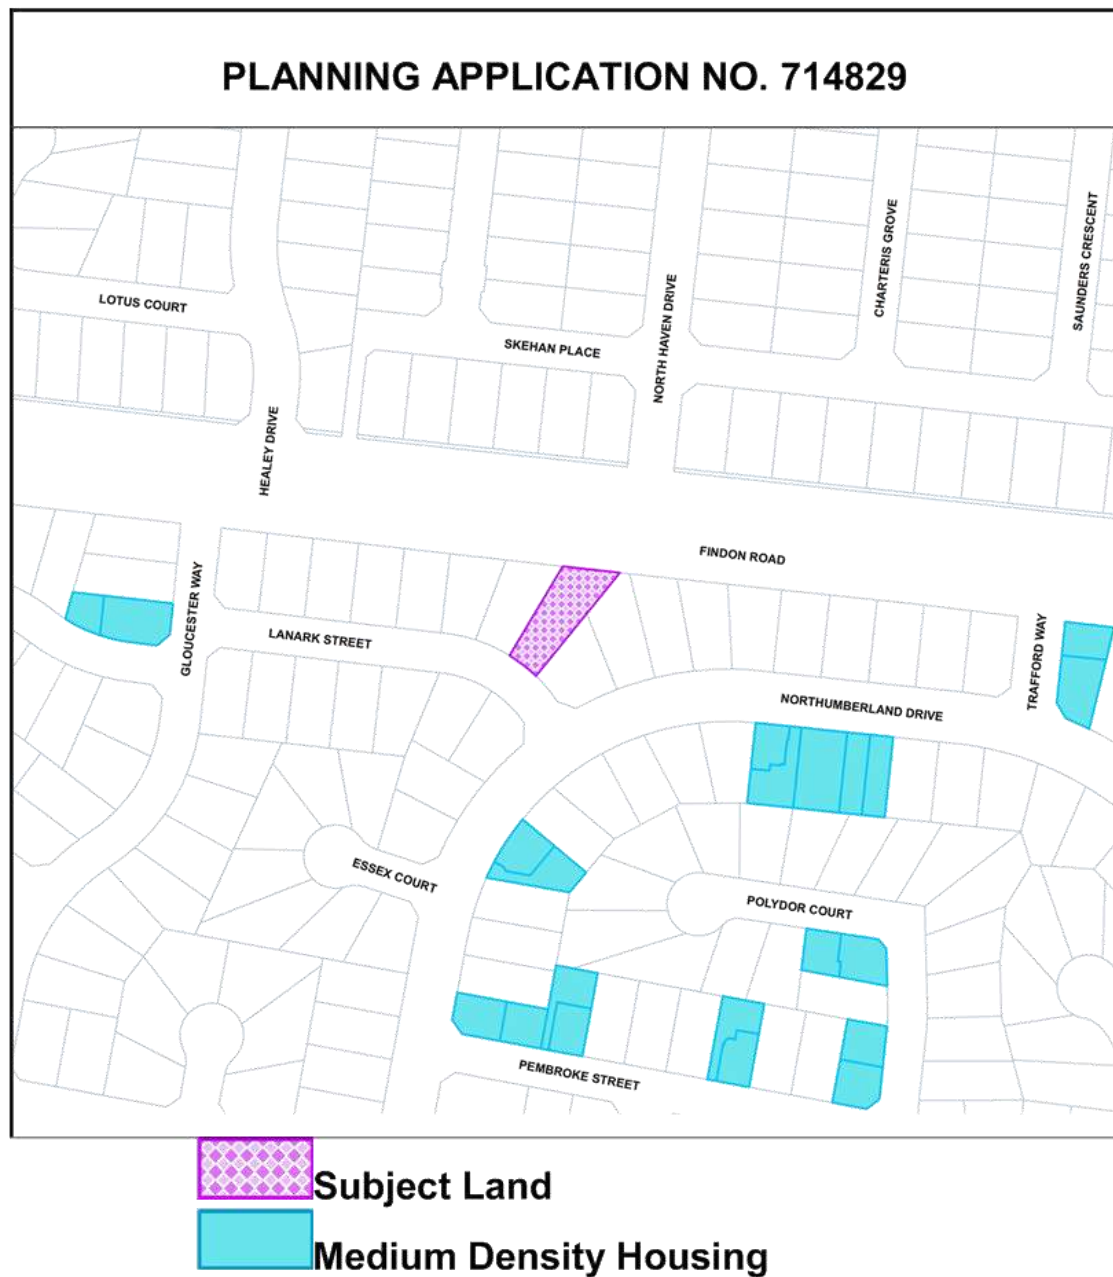 PLANNING APPLICATION NO. 714829
CHARTERIS GROVE
SAUNDERS CRESCENT
LOTUS COURT
NORTH HAVEN DRIVE
SKEHAN PLACE
HEALEY DRIVE
FINDON ROAD
GLOUCESTER WAY
LANARK STREET
TRAFFORD WAY
NORTHUMBERLAND DRIVE
ESSEX COURT
POLYDOR COURT
PEMBROKE STREET
Subject Land
Medium Density Housing